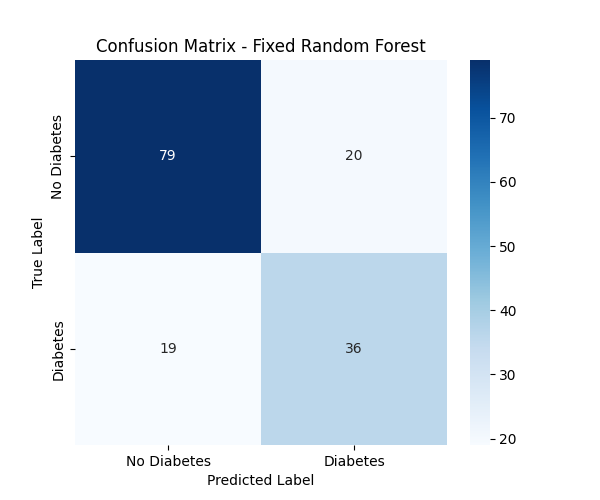 Confusion Matrix - Fixed Random Forest
True Label
No Diabetes
Diabetes
79
20
19
36
No Diabetes
Diabetes
Predicted Label
70
60
50
40
30
20